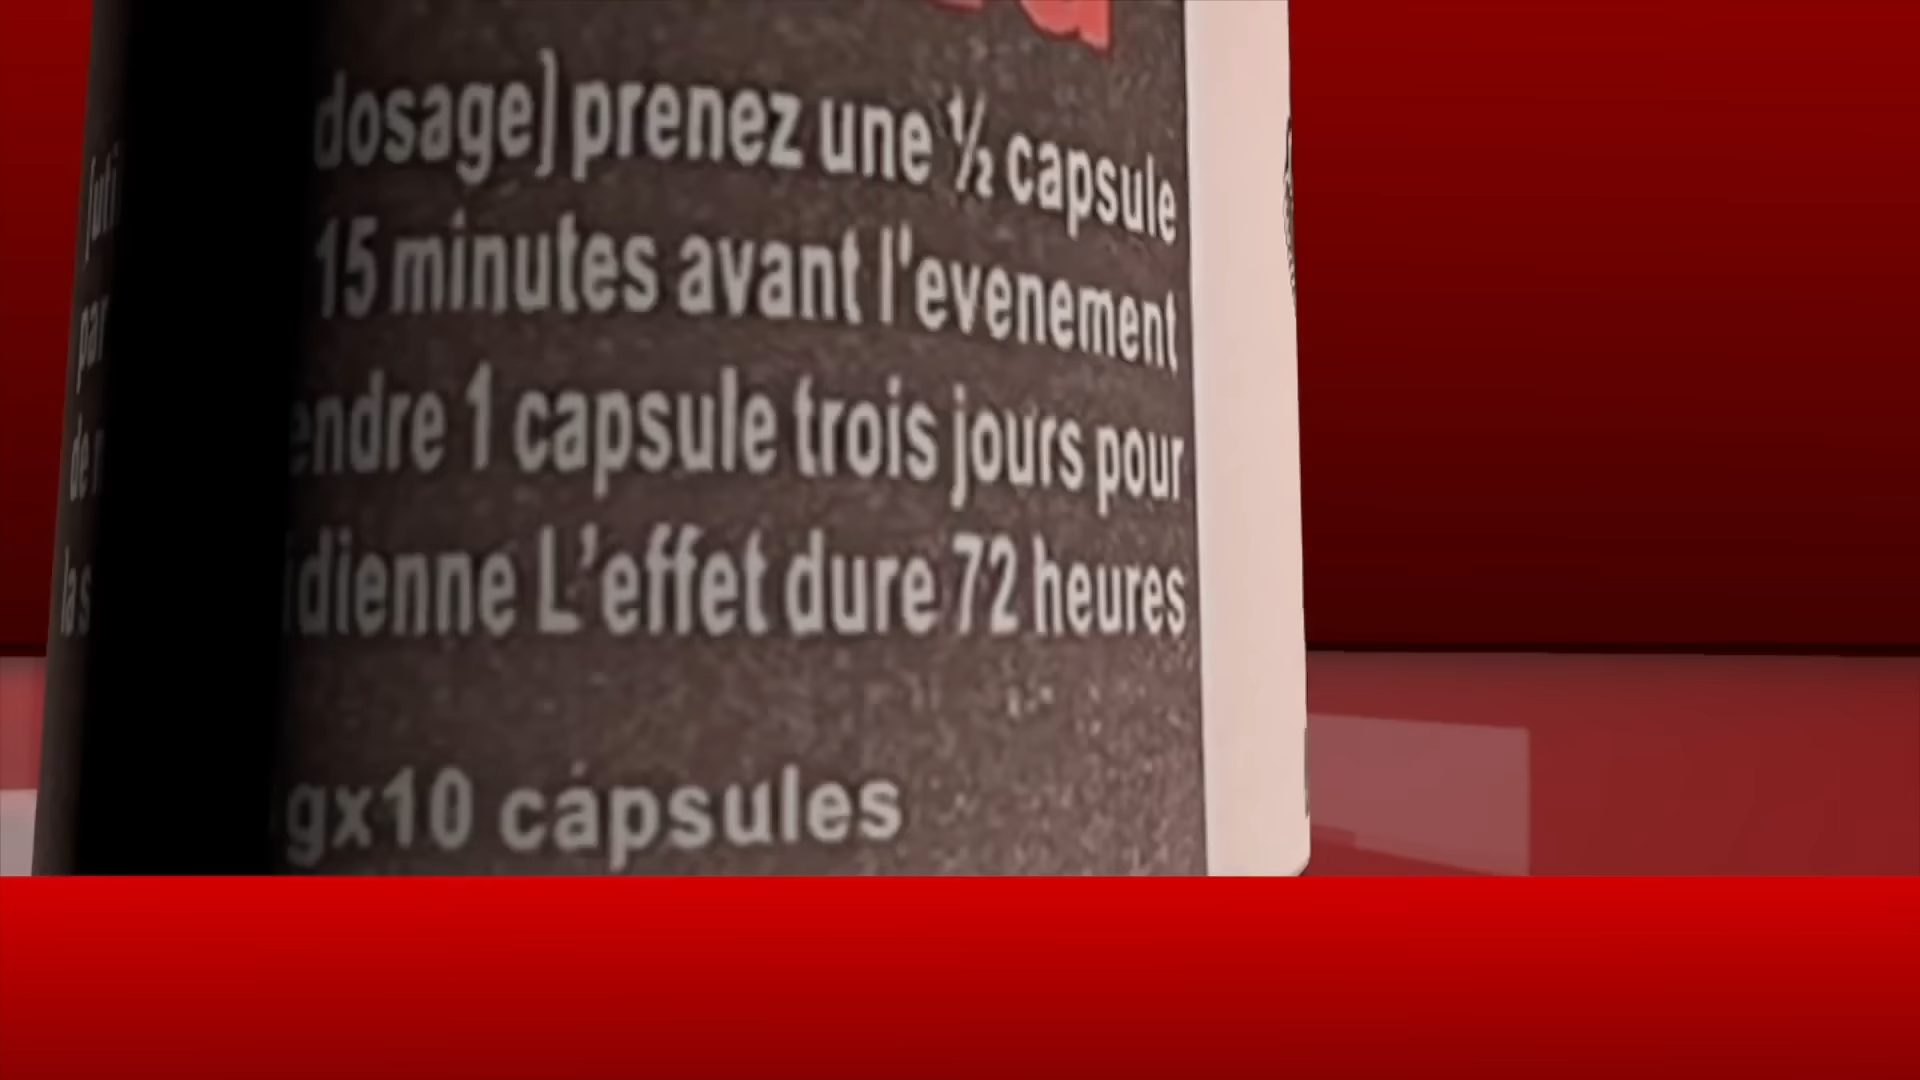 dosage] prenez une ½ capsule
15 minutes avant l'evenement
endre 1 capsule trois jours pour
dienne L'effet dure 72 heures
gx10 capsules